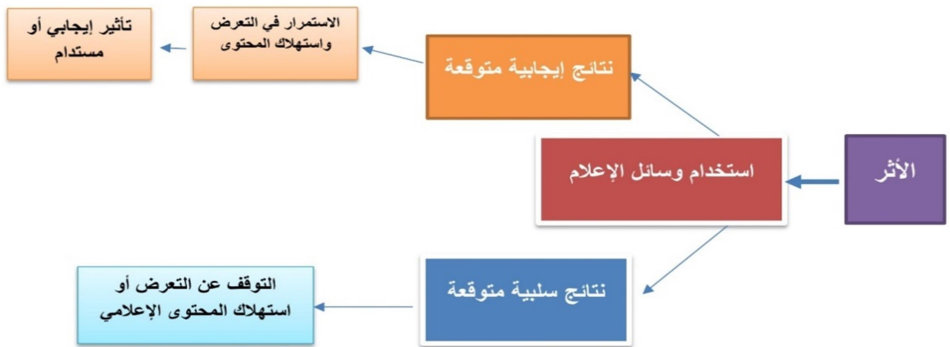 الأثر
استخدام وسائل الإعلام
نتائج إيجابية متوقعة
الاستمرار في التعرض
واستهلاك المحتوى
تأثير إيجابي أو
مستدام
نتائج سلبية متوقعة
التوقف عن التعرض أو
استهلاك المحتوى الإعلامي